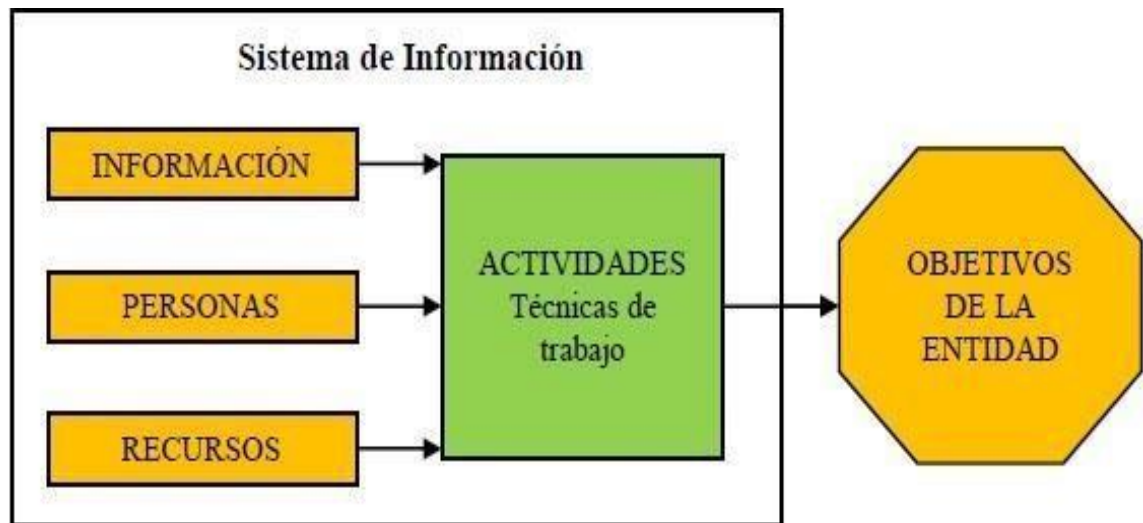 Sistema de Información
INFORMACIÓN
PERSONAS
RECURSOS
ACTIVIDADES
Técnicas de
trabajo
OBJETIVOS
DE LA
ENTIDAD